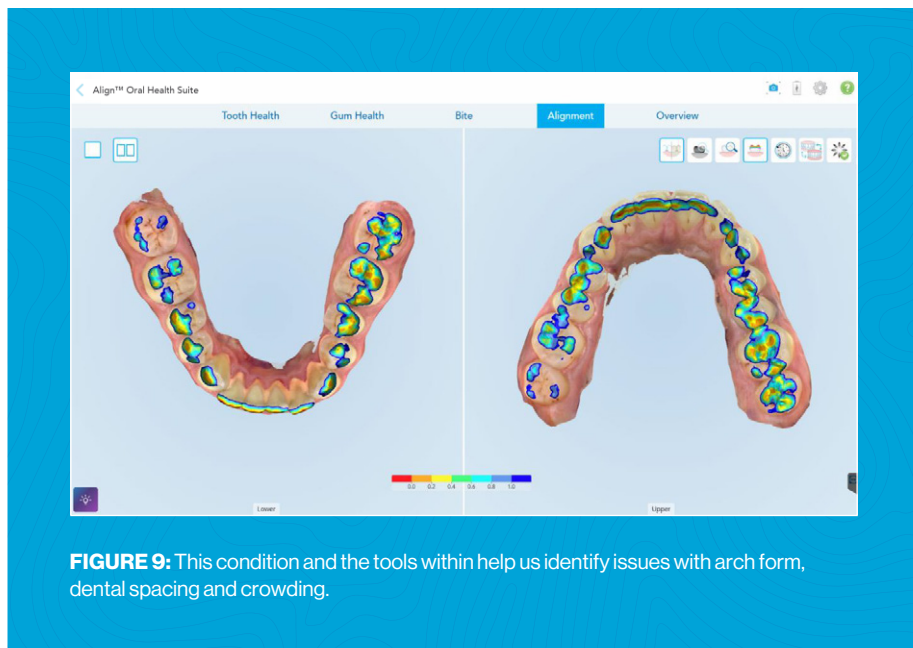 Align™ Oral Health Suite
Tooth Health Gum Health Bite Alignment Overview
0.0 0.2 0.4 0.6 0.8 1.0
Lower Upper
FIGURE 9: This condition and the tools within help us identify issues with arch form,
dental spacing and crowding.